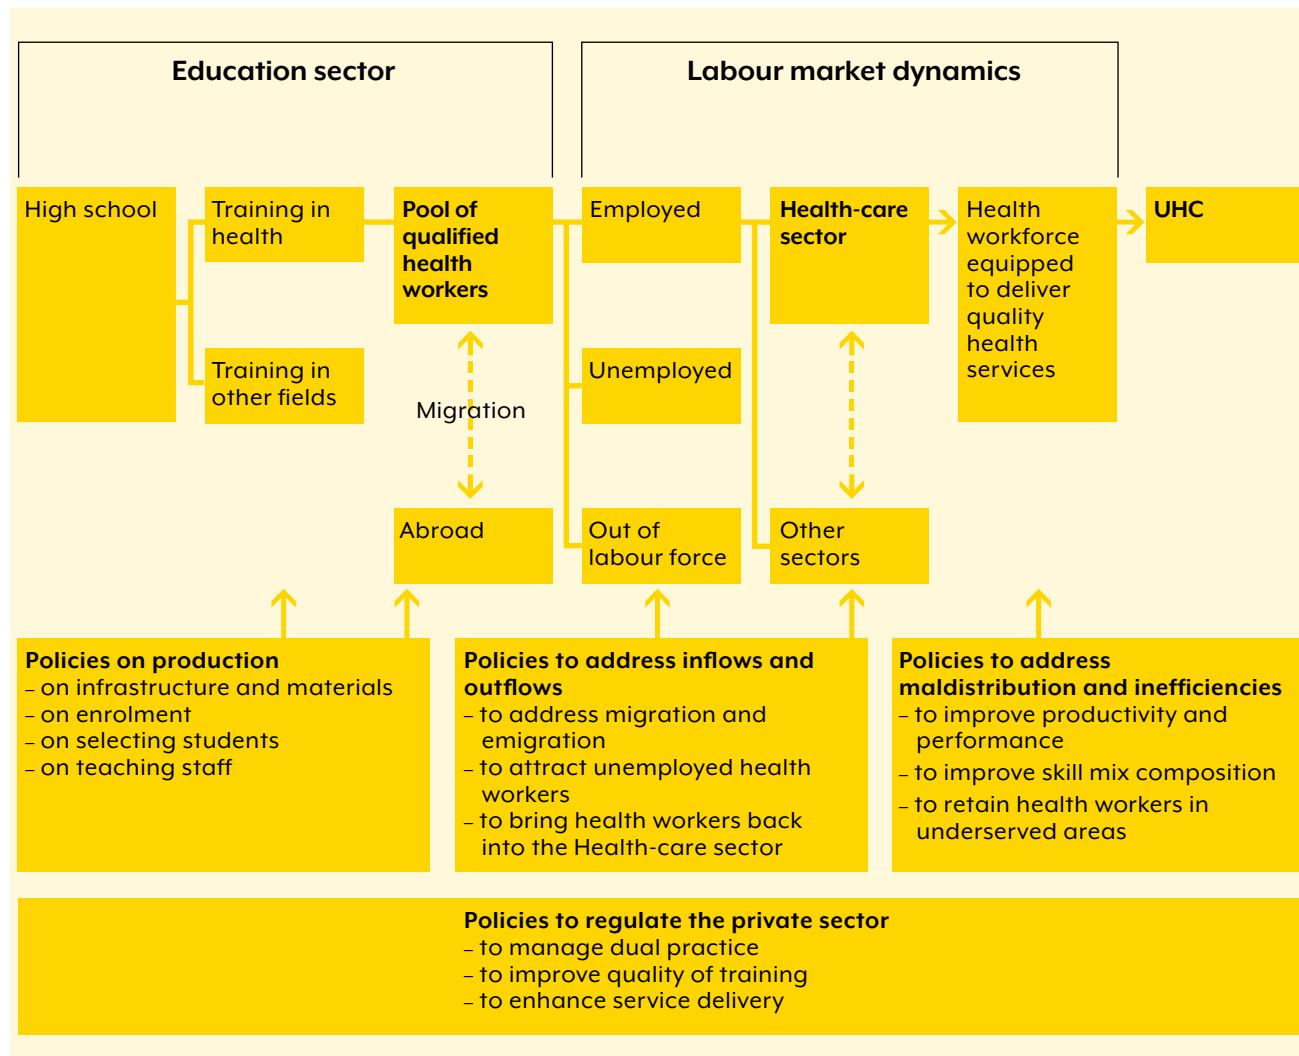 Education sector
Labour market dynamics
High school
Training in
health
Training in
other fields
Pool of
qualified
health
workers
Migration
Abroad
Employed
Unemployed
Out of
labour force
Health-care
sector
Other
sectors
Health
workforce
equipped
to deliver
quality
health
services
UHC
Policies on production
– on infrastructure and materials
– on enrolment
– on selecting students
– on teaching staff
Policies to address inflows and
outflows
– to address migration and
emigration
– to attract unemployed health
workers
– to bring health workers back
into the Health-care sector
Policies to address
maldistribution and inefficiencies
– to improve productivity and
performance
– to improve skill mix composition
– to retain health workers in
underserved areas
Policies to regulate the private sector
– to manage dual practice
– to improve quality of training
– to enhance service delivery